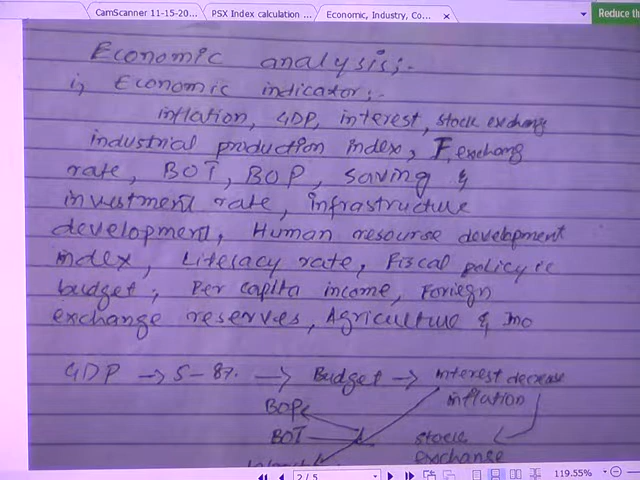 CamScanner 11-15-20...
PSX Index calculation ...
Economic, Industry, Co... ×
Reduce the
Economic analysis:-
i, Economic indicator:-
inflation, GDP, interest, stock exchang
industrial production index, F. exchang
rate, BOT, BOP, saving &
investment rate, infrastructure
development, Human resourse development
index, Literacy rate, Fiscal policy ie
budget, Per capita income, Foriegn
exchange reserves, Agriculture & Ino
GDP → 5-8%. → Budget → interest decrease
inflation
BOP
BOT stock
exchange
2 / 5 119.55%